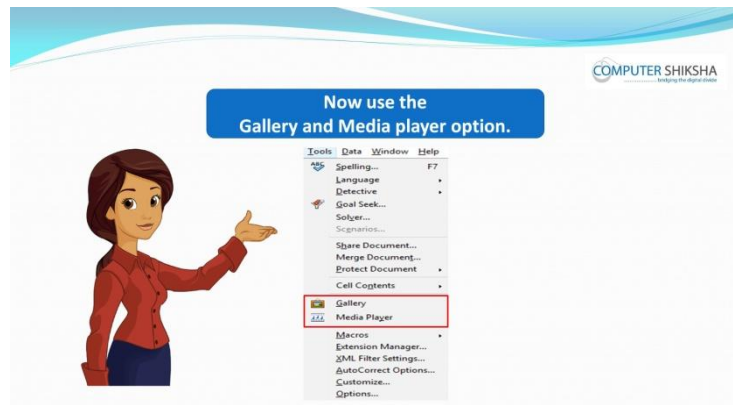 COMPUTER SHIKSHA
bridging the digital divide
Now use the
Gallery and Media player option.
Tools Data Window Help
ABC Spelling... F7
Language
Detective
Goal Seek...
Solver...
Scenarios...
Share Document...
Merge Document...
Protect Document
Cell Contents
Gallery
Media Player
Macros
Extension Manager...
XML Filter Settings...
AutoCorrect Options...
Customize...
Options...